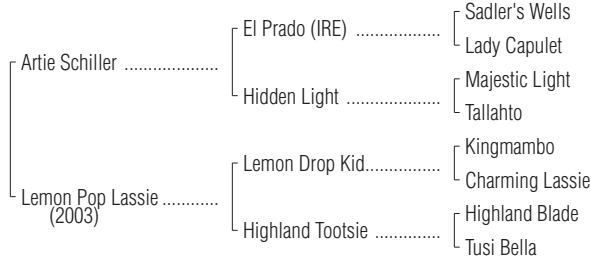 Sadler's Wells
El Prado (IRE) ..................
Lady Capulet
Artie Schiller ....................
Majestic Light
Hidden Light ....................
Tallahto
Kingmambo
Lemon Drop Kid................
Charming Lassie
Lemon Pop Lassie ............
(2003)
Highland Blade
Highland Tootsie ..............
Tusi Bella